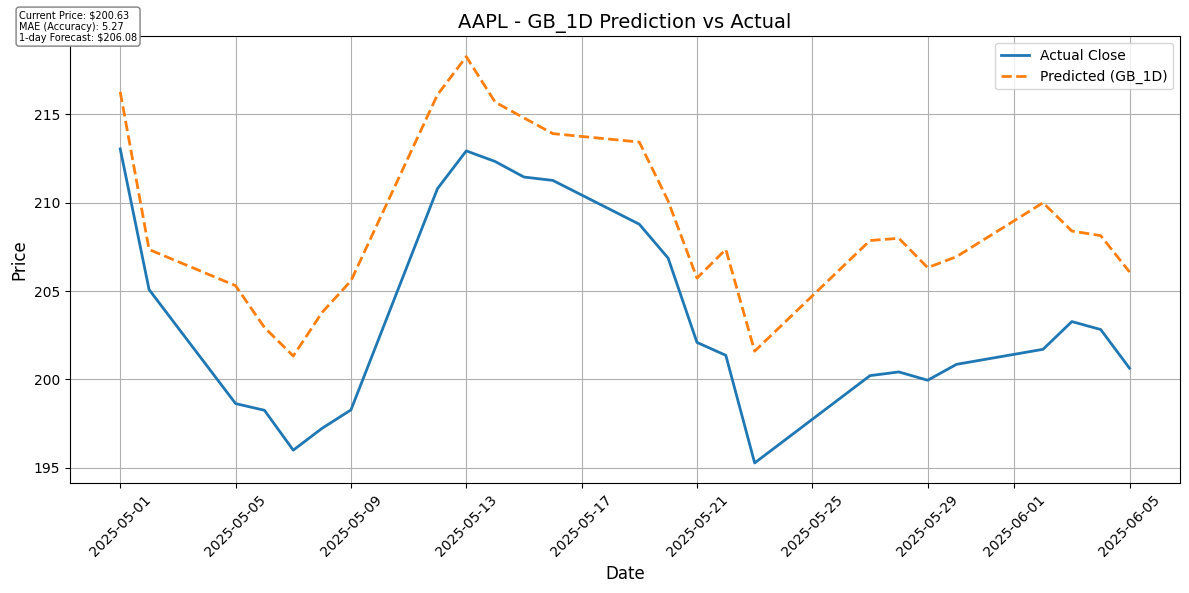 Current Price: $200.63
MAE (Accuracy): 5.27
1-day Forecast: $206.08
AAPL - GB_1D Prediction vs Actual
Actual Close
Predicted (GB_1D)
Price
215
210
205
200
195
2025-05-01
2025-05-05
2025-05-09
2025-05-13
2025-05-17
2025-05-21
2025-05-25
2025-05-29
2025-06-01
2025-06-05
Date